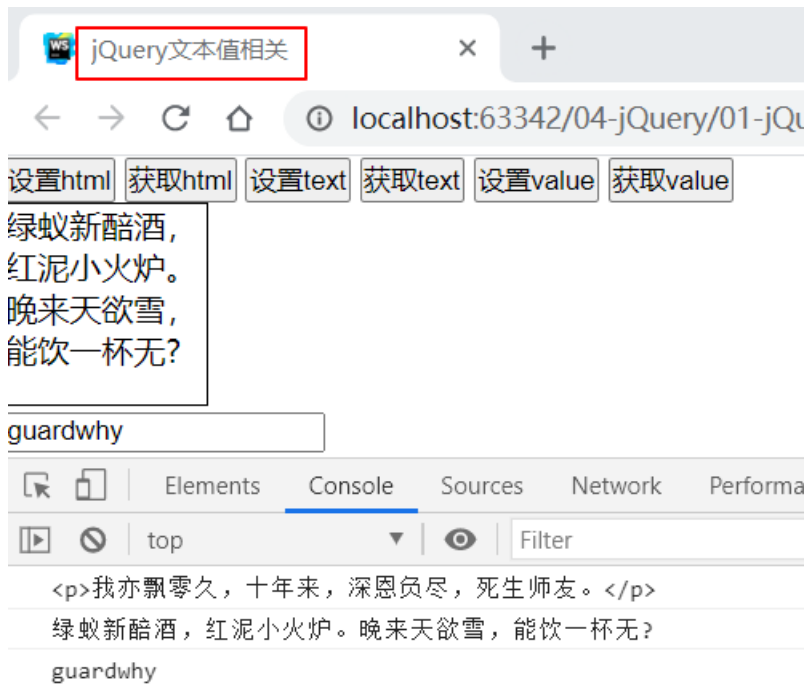 WS jQuery文本值相关
localhost:63342/04-jQuery/01-jQu
设置html 获取html 设置text 获取text 设置value 获取value
绿蚁新醅酒，
红泥小火炉。
晚来天欲雪，
能饮一杯无?
guardwhy
Elements Console Sources Network Performa
top Filter
<p>我亦飘零久，十年来，深恩负尽，死生师友。</p>
绿蚁新醅酒，红泥小火炉。晚来天欲雪，能饮一杯无?
guardwhy